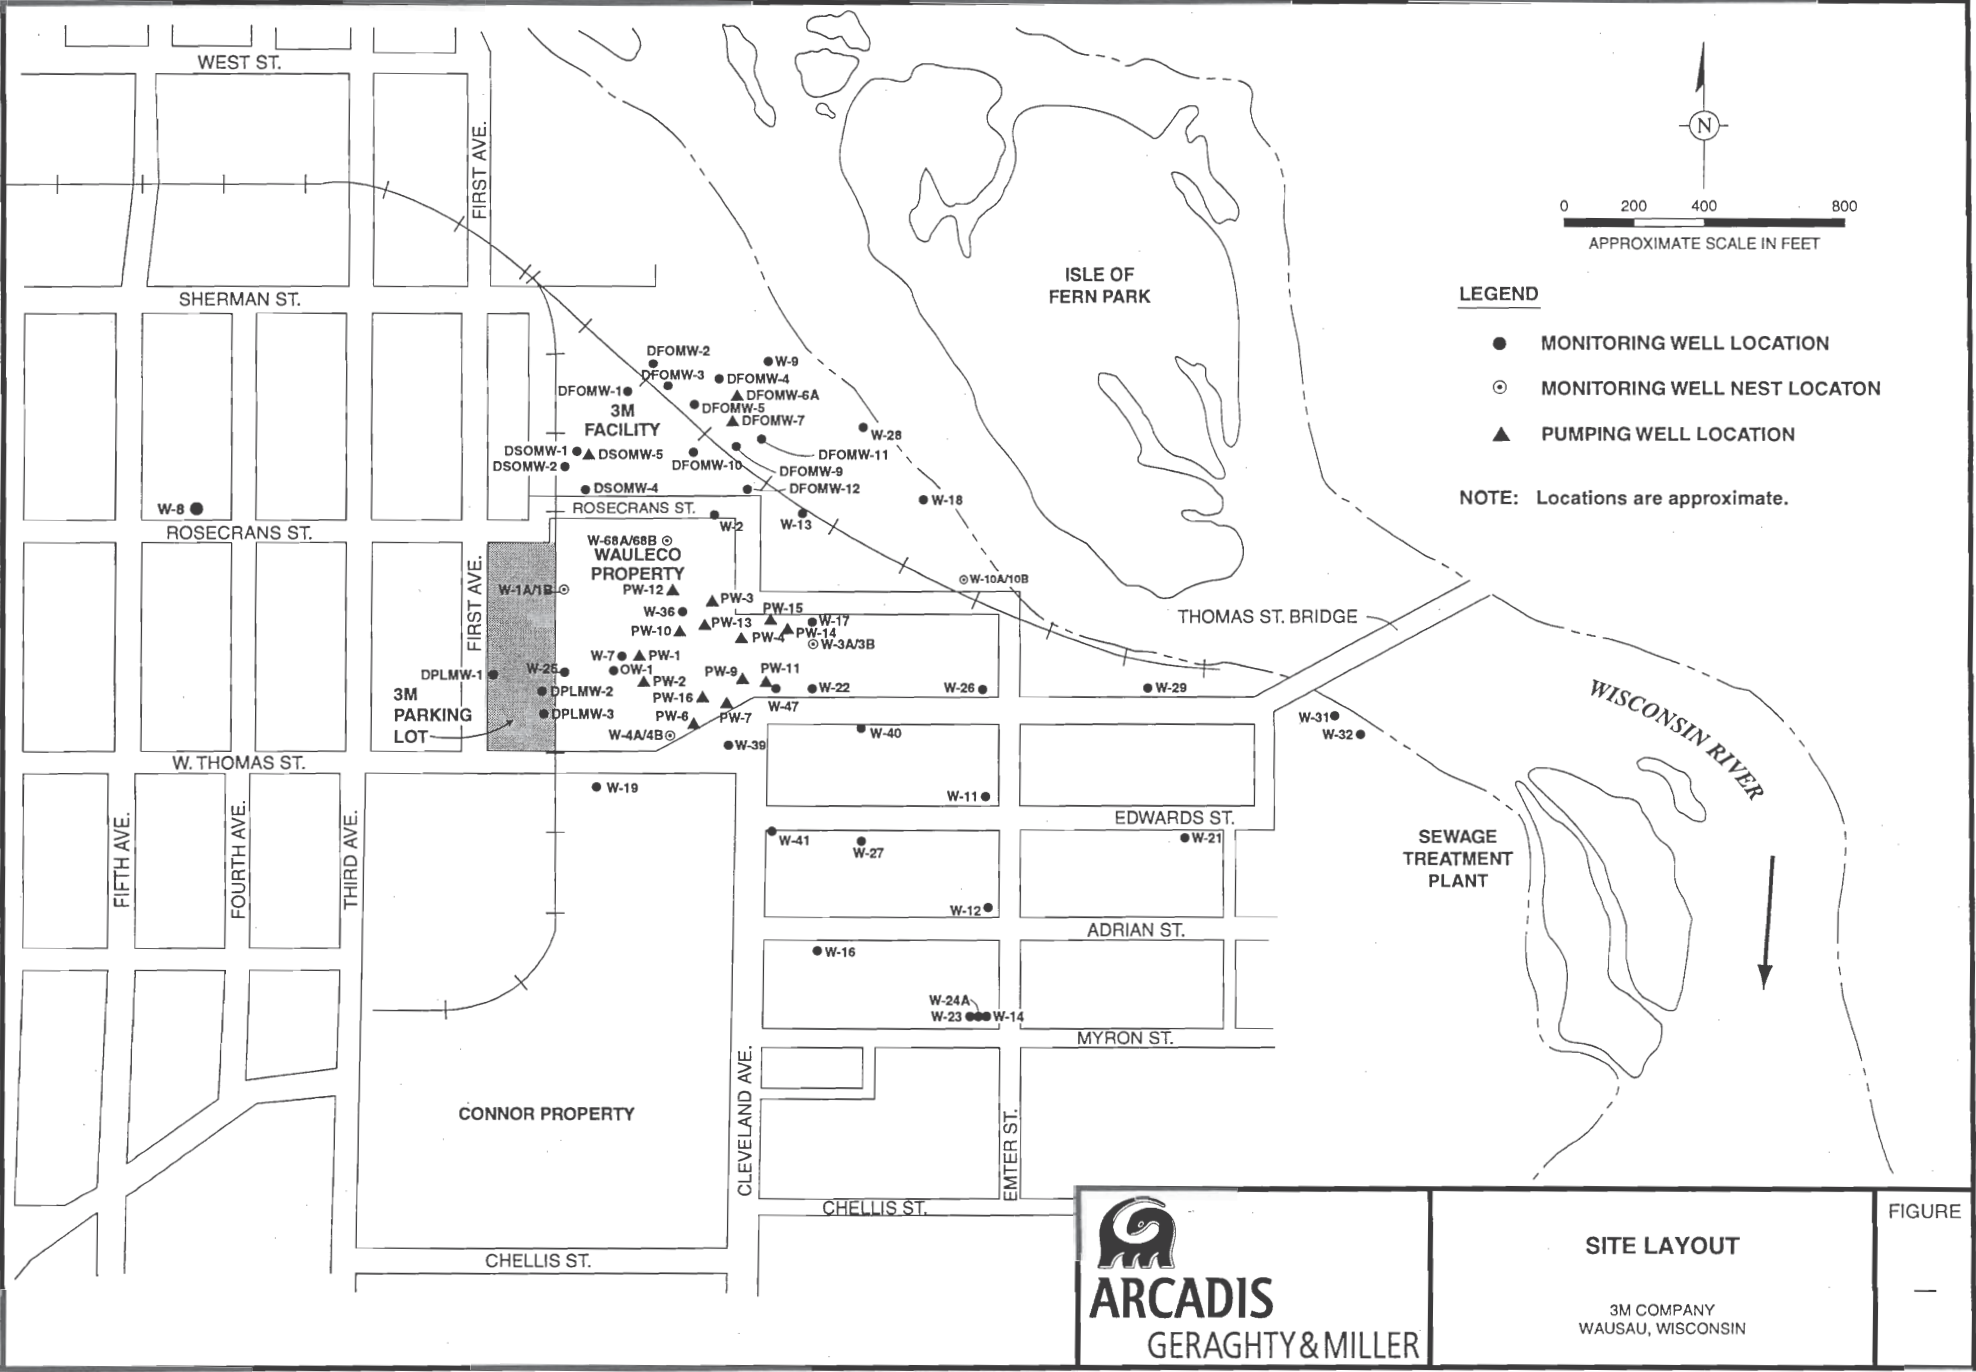 WEST ST.
FIRST AVE.
SHERMAN ST.
ISLE OF
FERN PARK
N
0 200 400 800
APPROXIMATE SCALE IN FEET
LEGEND
MONITORING WELL LOCATION
MONITORING WELL NEST LOCATON
PUMPING WELL LOCATION
NOTE: Locations are approximate.
DFOMW-2
W-9
DFOMW-3
DFOMW-4
DFOMW-1
DFOMW-6A
DFOMW-5
3M
FACILITY
DFOMW-7
W-28
DSOMW-1
DSOMW-5
DFOMW-11
DSOMW-2
DFOMW-10
DFOMW-9
DSOMW-4
DFOMW-12
W-18
W-8
ROSECRANS ST.
ROSECRANS ST.
W-2
W-13
W-68A/68B
WAULECO
PROPERTY
FIRST AVE.
W-1A/1B
PW-12
W-10A/10B
PW-3
PW-15
W-36
PW-13
W-17
PW-10
PW-4
PW-14
W-3A/3B
THOMAS ST. BRIDGE
W-7
PW-1
DPLMW-1
W-25
OW-1
PW-9
PW-11
PW-2
DPLMW-2
W-22
W-26
W-29
3M
PARKING
LOT
PW-16
DPLMW-3
W-47
PW-6
PW-7
W-4A/4B
W-39
W-40
W-31
W-32
WISCONSIN RIVER
W. THOMAS ST.
W-19
W-11
EDWARDS ST.
FIFTH AVE.
FOURTH AVE.
THIRD AVE.
W-41
W-27
W-21
SEWAGE
TREATMENT
PLANT
W-12
ADRIAN ST.
W-16
W-24A
W-23
W-14
MYRON ST.
CONNOR PROPERTY
CLEVELAND AVE.
EMTER ST.
CHELLIS ST.
CHELLIS ST.
ARCADIS
GERAGHTY & MILLER
SITE LAYOUT
3M COMPANY
WAUSAU, WISCONSIN
FIGURE
—